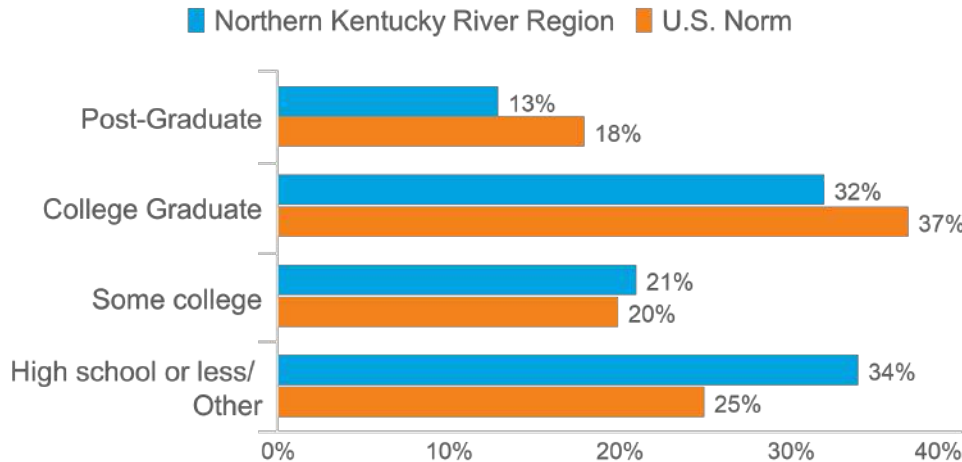 Northern Kentucky River Region U.S. Norm
Post-Graduate
13%
18%
College Graduate
32%
37%
Some college
21%
20%
High school or less/
Other
34%
25%
0% 10% 20% 30% 40%